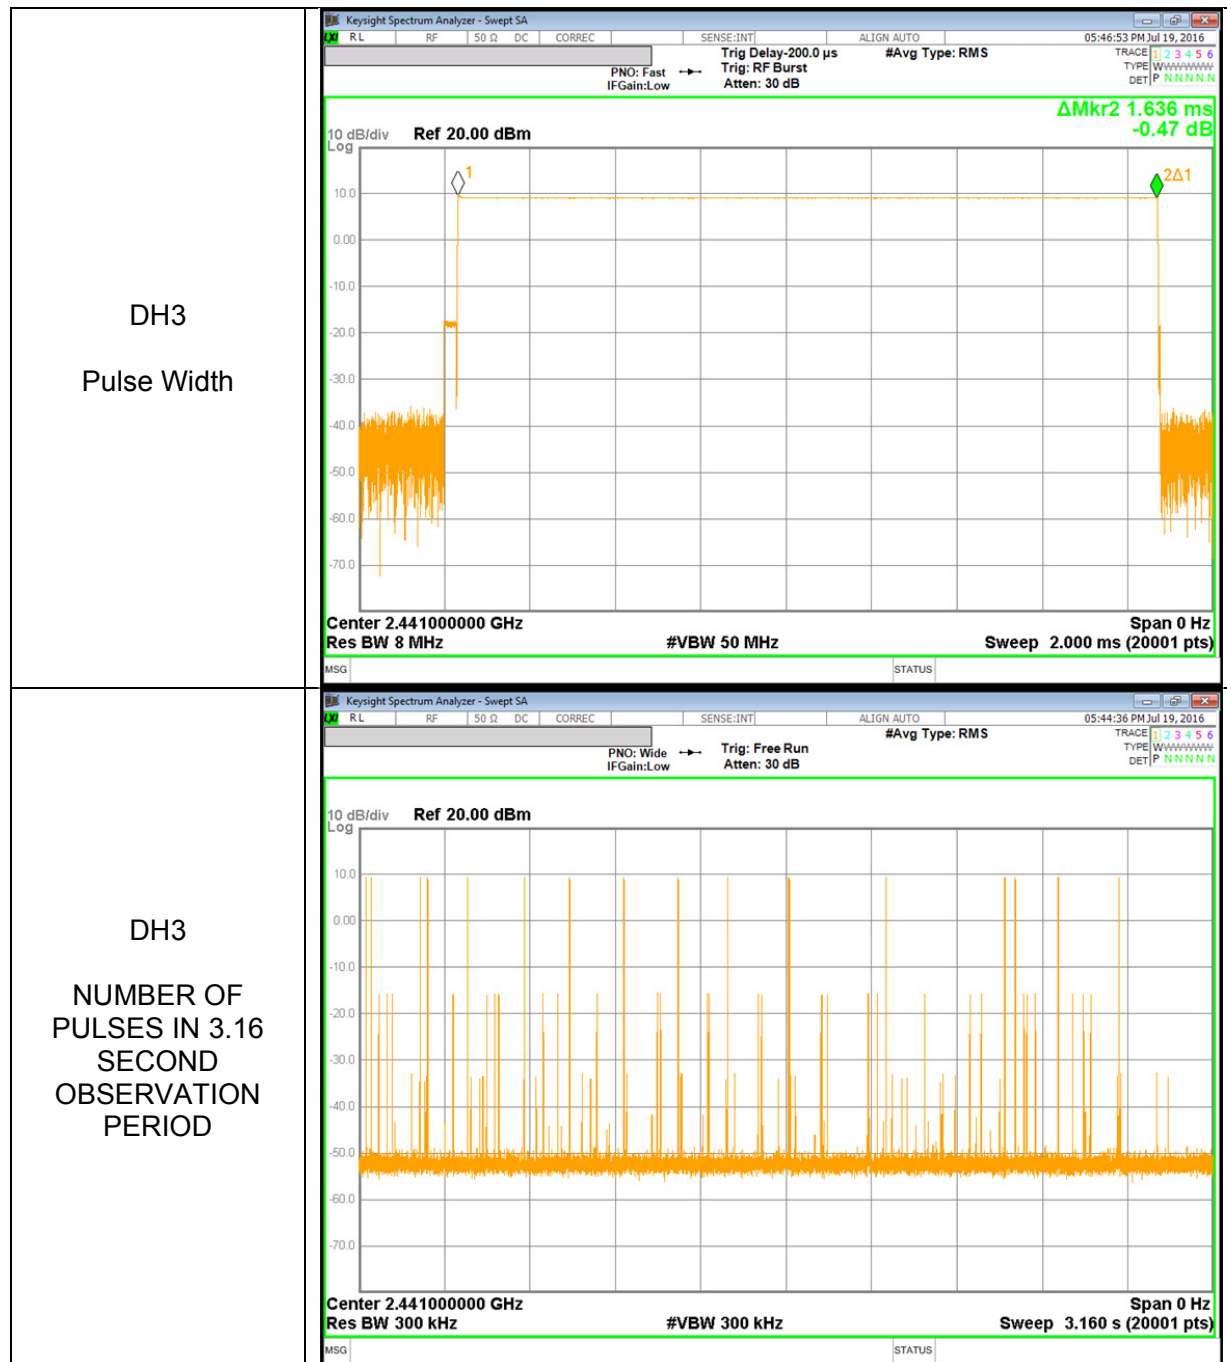 DH3
Pulse Width
Keysight Spectrum Analyzer - Swept SA
LXI RL RF 50 Ω DC CORREC SENSE:INT ALIGN AUTO 05:46:53 PM Jul 19, 2016
PNO: Fast
IFGain:Low
Trig Delay-200.0 µs
Trig: RF Burst
Atten: 30 dB
#Avg Type: RMS
TRACE 1 2 3 4 5 6
TYPE WWWWWWW
DET P N N N N N
ΔMkr2 1.636 ms
-0.47 dB
10 dB/div Ref 20.00 dBm
Log
1
2Δ1
10.0
0.00
-10.0
-20.0
-30.0
-40.0
-50.0
-60.0
-70.0
Center 2.441000000 GHz Span 0 Hz
Res BW 8 MHz #VBW 50 MHz Sweep 2.000 ms (20001 pts)
MSG STATUS
DH3
NUMBER OF
PULSES IN 3.16
SECOND
OBSERVATION
PERIOD
Keysight Spectrum Analyzer - Swept SA
LXI RL RF 50 Ω DC CORREC SENSE:INT ALIGN AUTO 05:44:36 PM Jul 19, 2016
PNO: Wide
IFGain:Low
Trig: Free Run
Atten: 30 dB
#Avg Type: RMS
TRACE 1 2 3 4 5 6
TYPE WWWWWWW
DET P N N N N N
10 dB/div Ref 20.00 dBm
Log
10.0
0.00
-10.0
-20.0
-30.0
-40.0
-50.0
-60.0
-70.0
Center 2.441000000 GHz Span 0 Hz
Res BW 300 kHz #VBW 300 kHz Sweep 3.160 s (20001 pts)
MSG STATUS